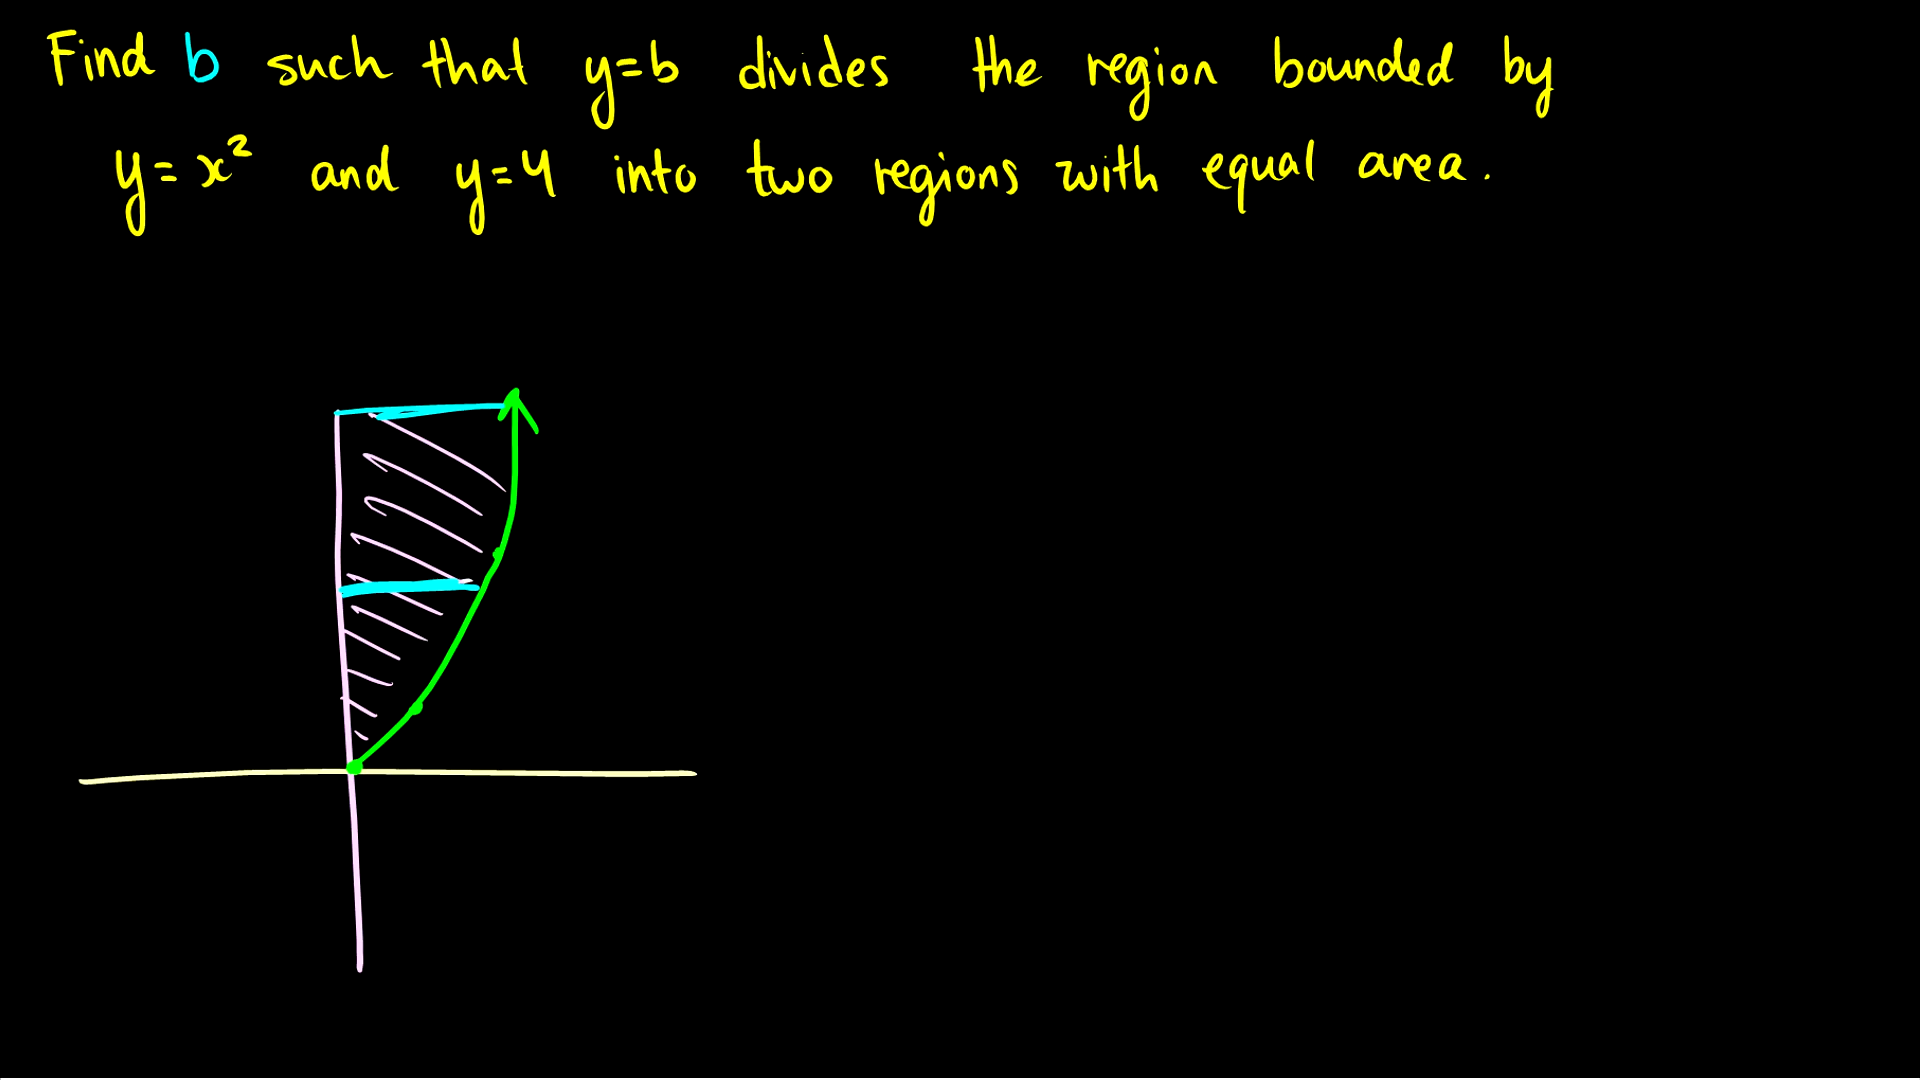 Find b such that y=b divides the region bounded by
y=x² and y=4 into two regions with equal area.